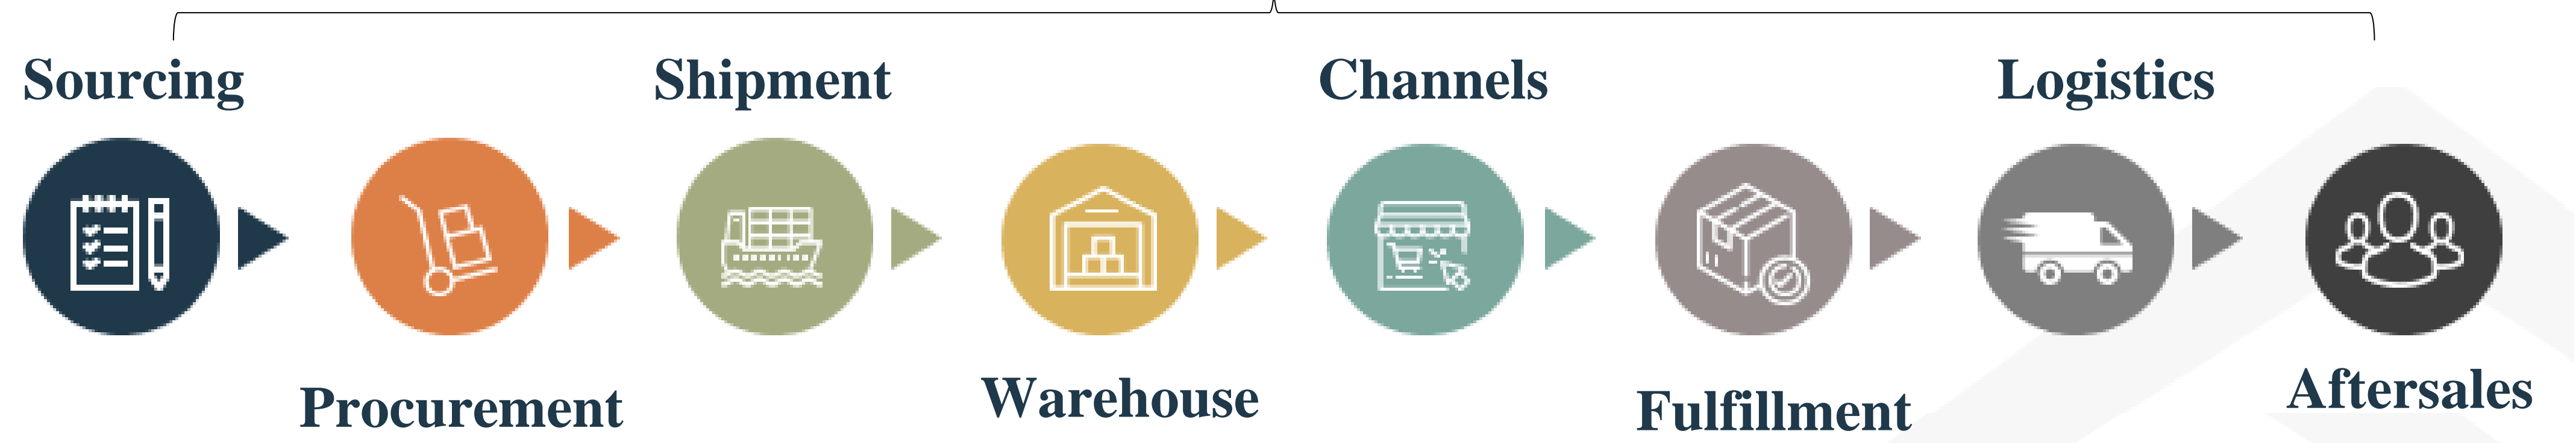 Sourcing
Procurement
Shipment
Warehouse
Channels
Fulfillment
Logistics
Aftersales